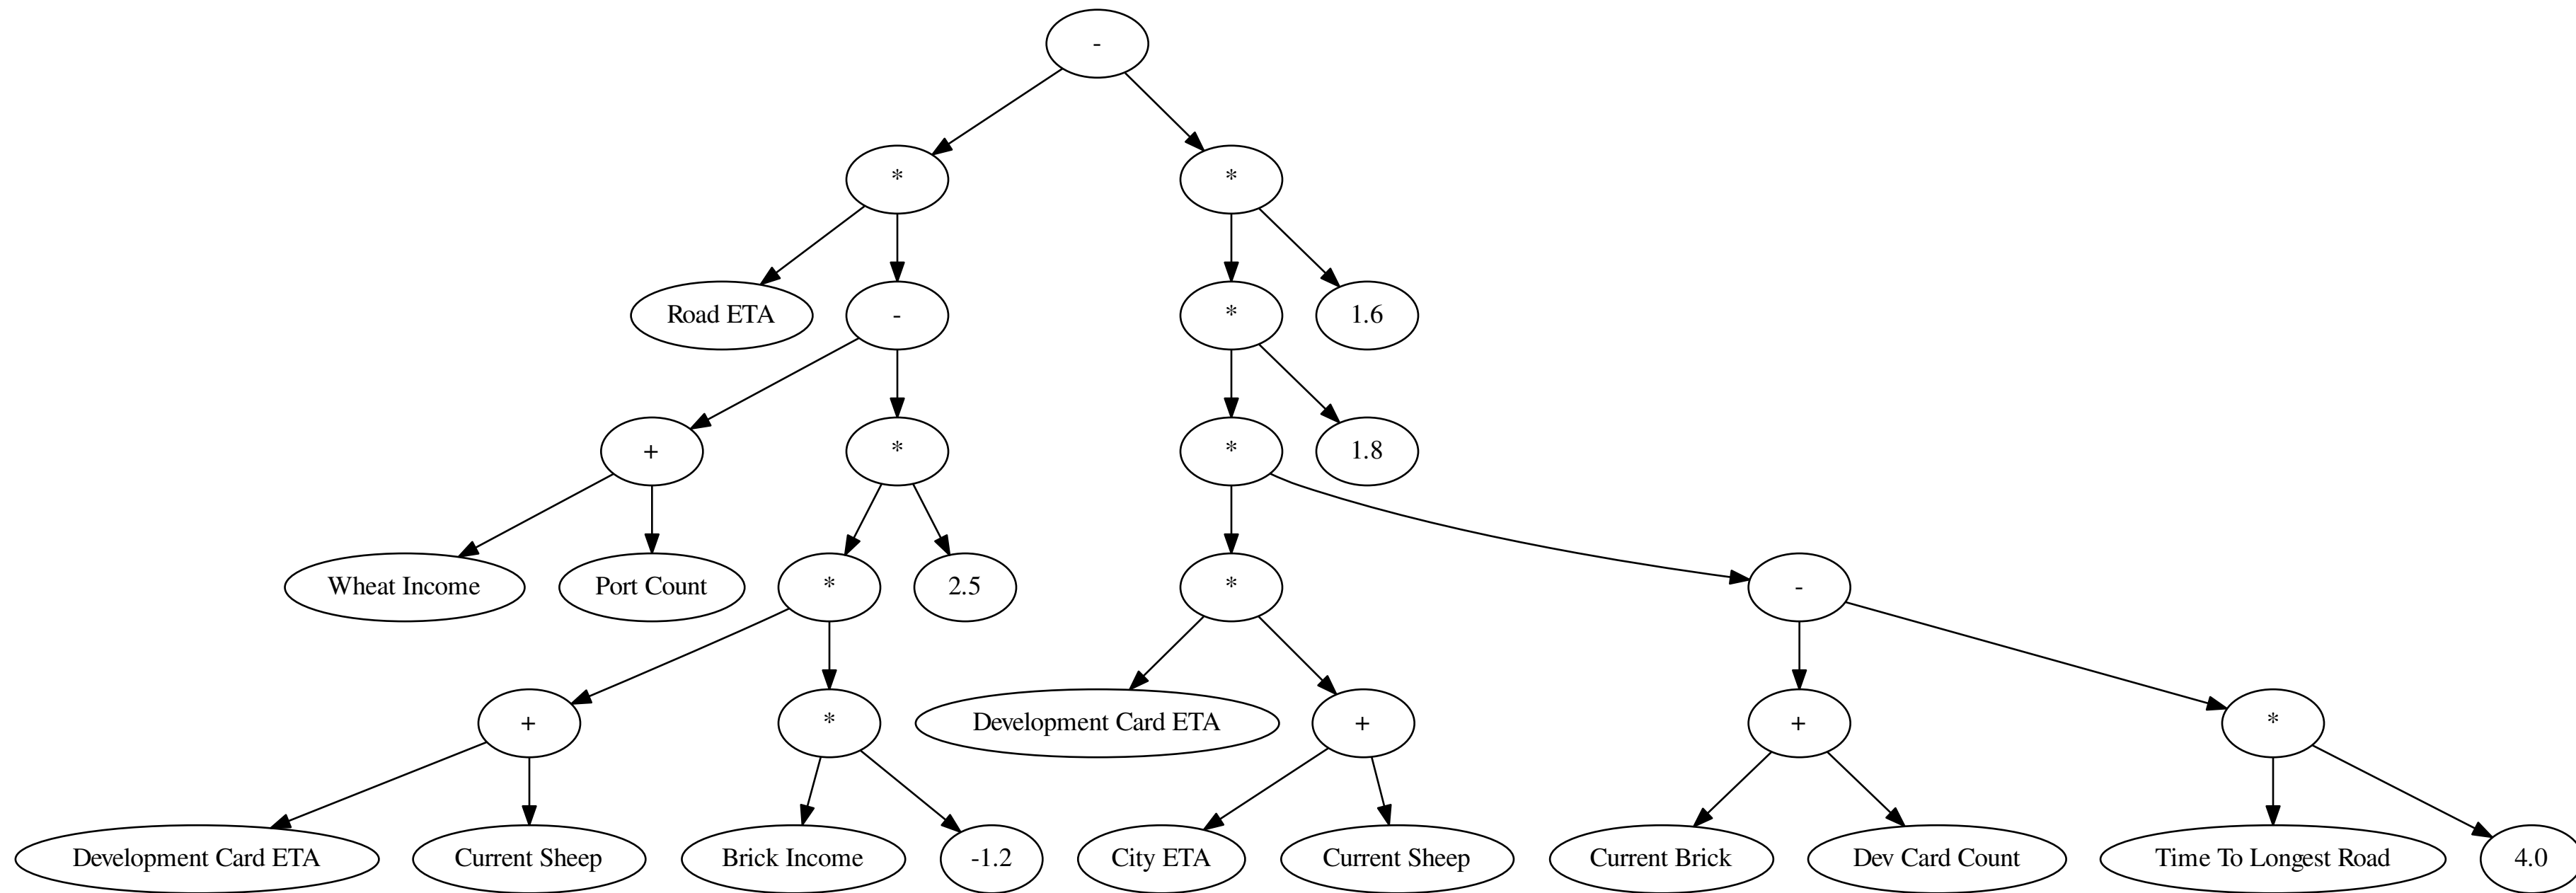 -
*
*
Road ETA
-
*
1.6
+
*
*
1.8
Wheat Income
Port Count
*
2.5
*
-
+
*
Development Card ETA
+
+
*
Development Card ETA
Current Sheep
Brick Income
-1.2
City ETA
Current Sheep
Current Brick
Dev Card Count
Time To Longest Road
4.0